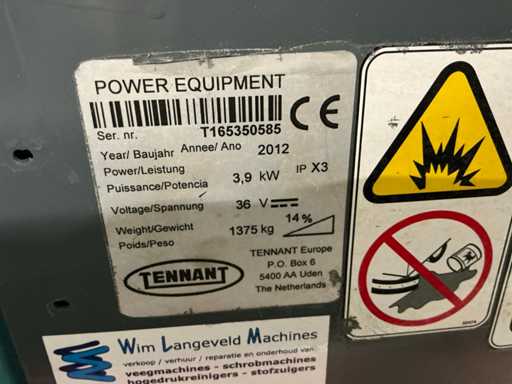 POWER EQUIPMENT
Ser. nr. T165350585
Year/ Baujahr Annee/ Ano 2012
Power/Leistung
Puissance/Potencia 3,9 kW IP X3
Voltage/Spannung 36 V
Weight/Gewicht 1375 kg 14%
Poids/Peso
TENNANT Europe
P.O. Box 6
5400 AA Uden
The Netherlands
TENNANT
CE
Wim Langeveld Machines
verkoop / verhuur / reparatie en onderhoud van:
veegmachines - schrobmachines
hogedrukreinigers - stofzuigers